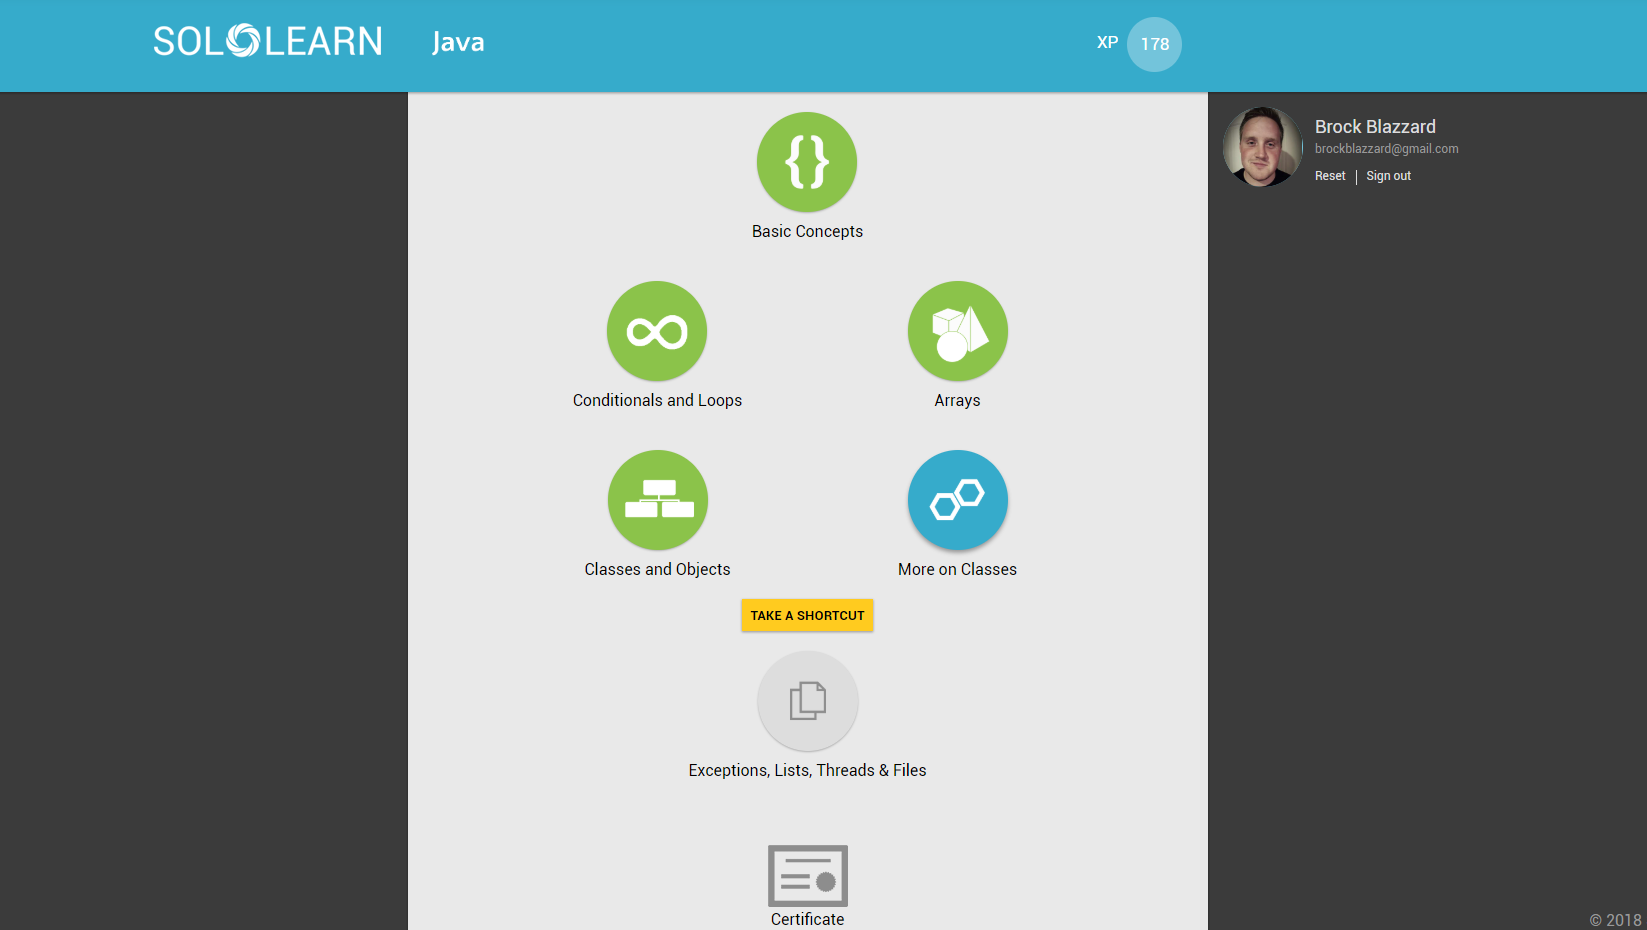 SOLOLEARN Java XP 178
Brock Blazzard
brockblazzard@gmail.com
Reset | Sign out
{}
Basic Concepts
Conditionals and Loops
Arrays
Classes and Objects
More on Classes
TAKE A SHORTCUT
Exceptions, Lists, Threads & Files
Certificate
© 2018